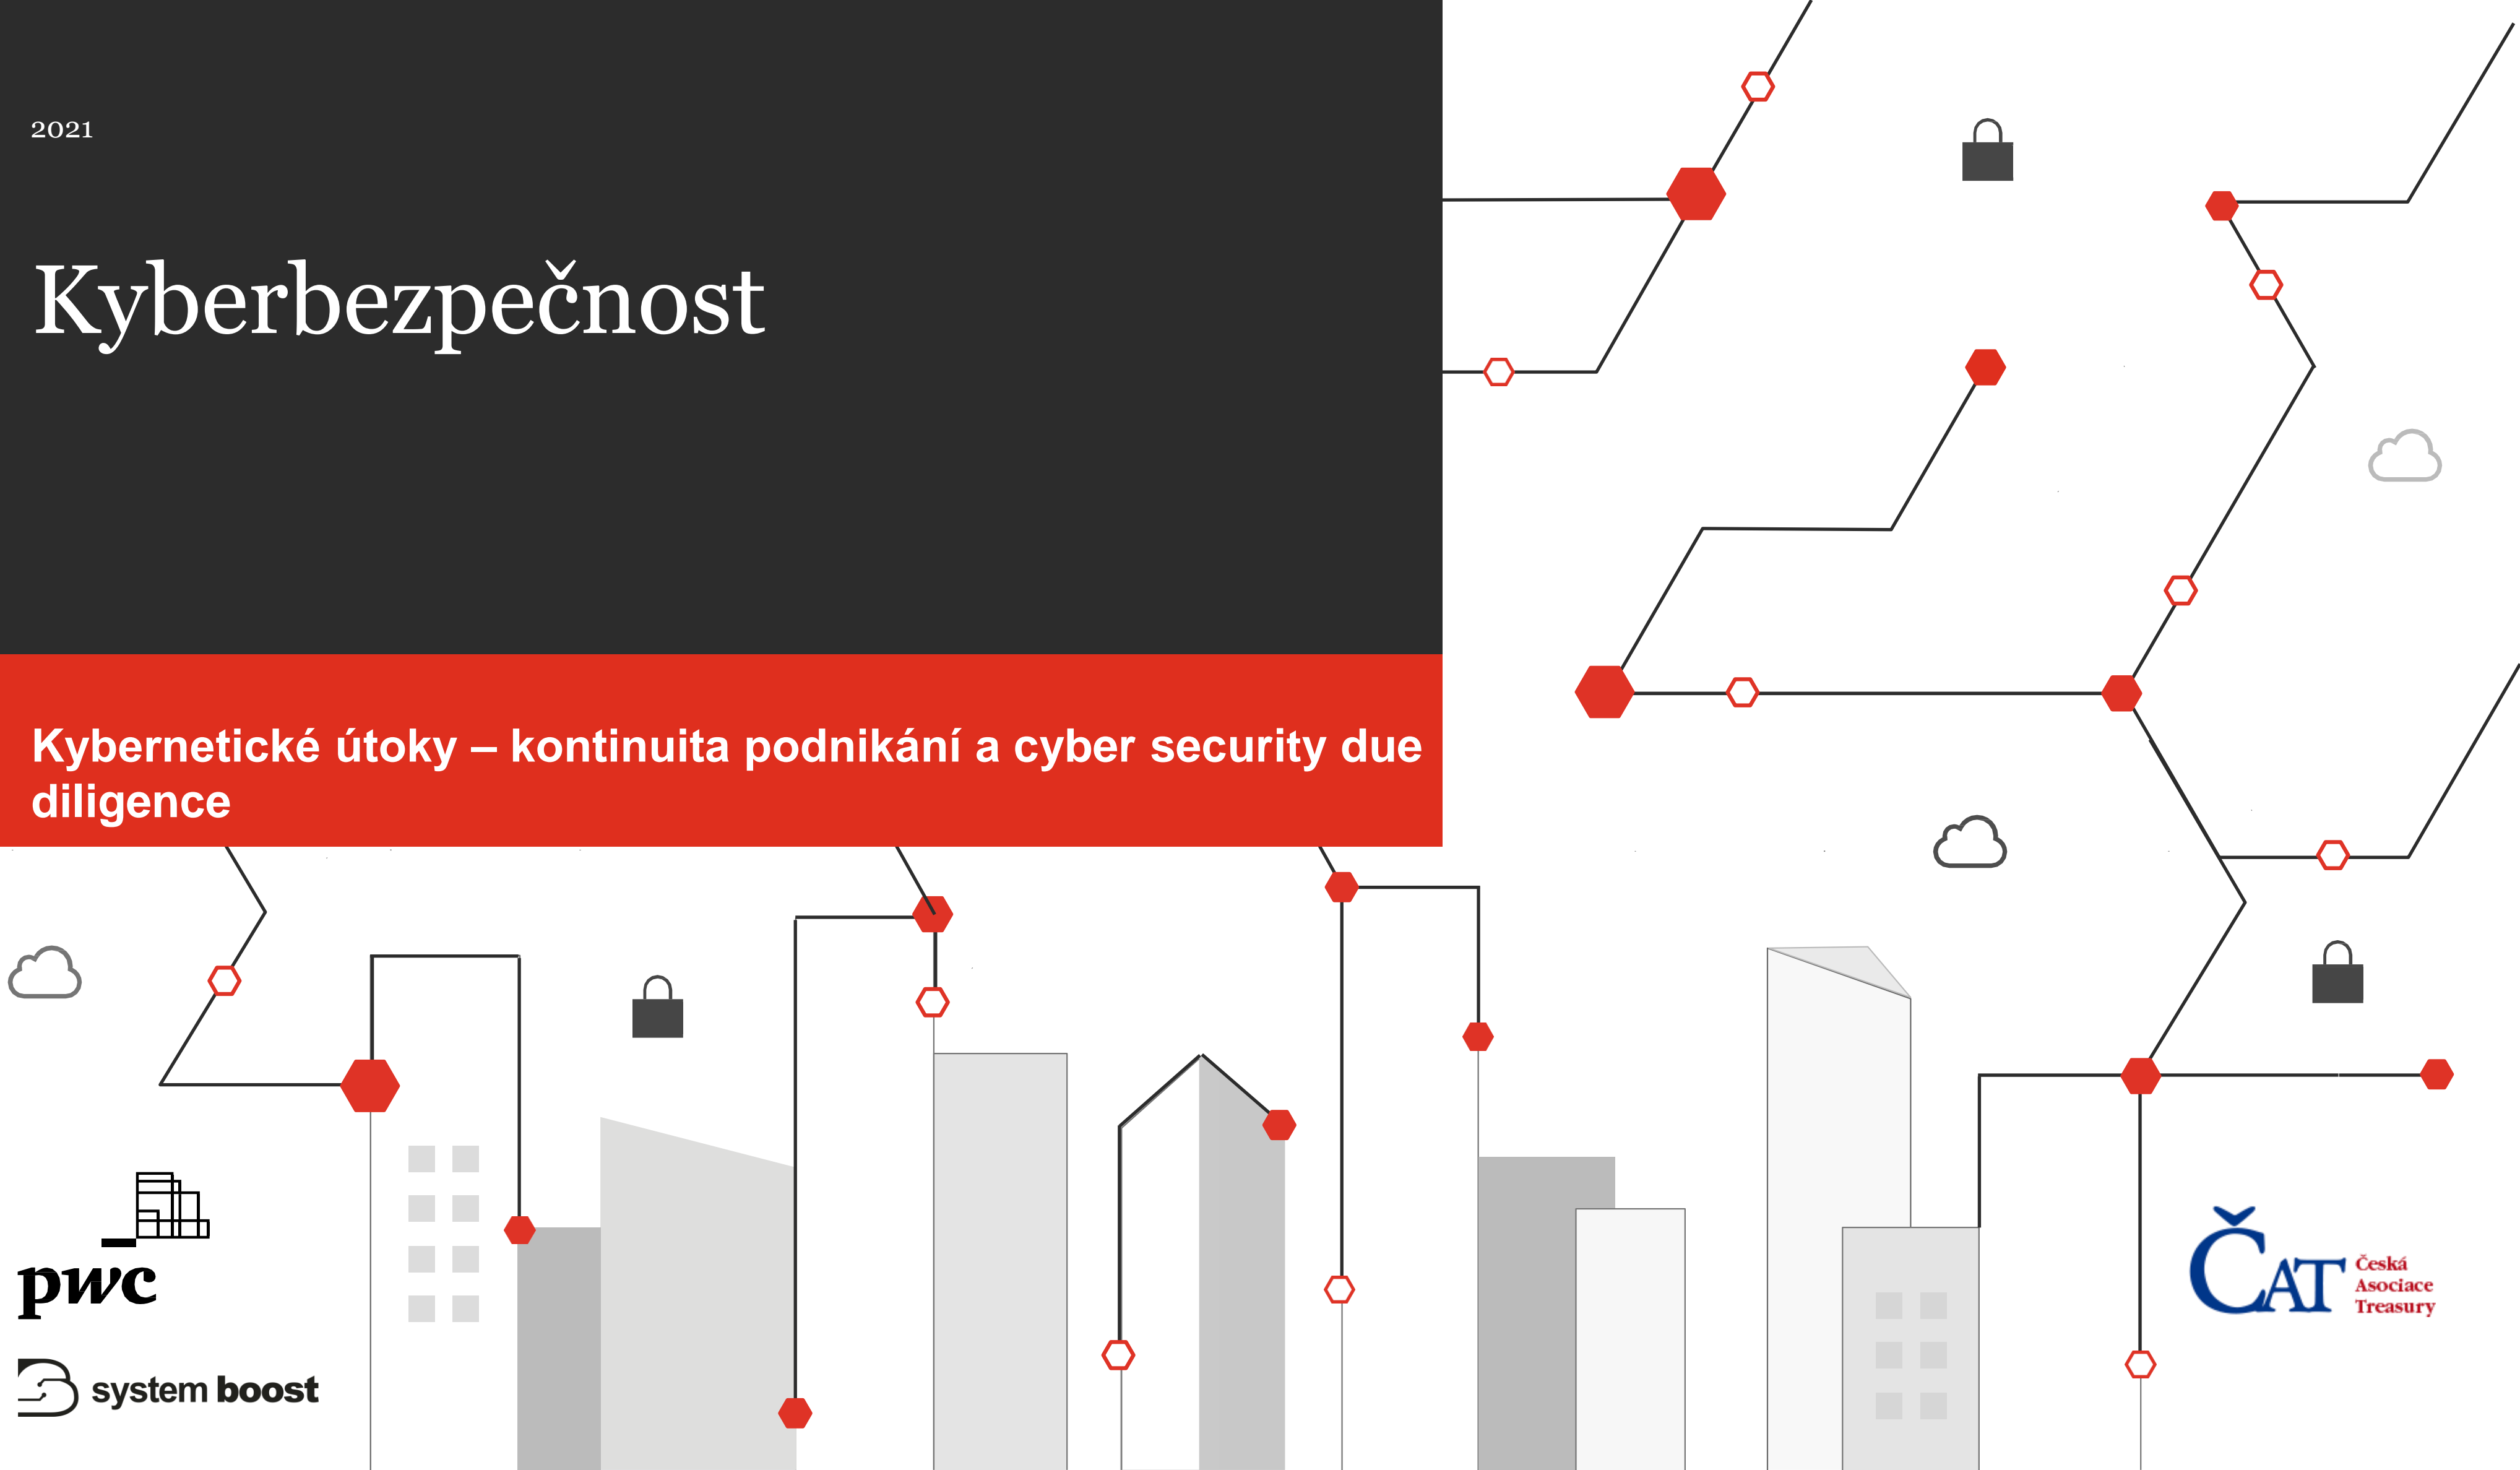 2021
Kyberbezpečnost
Kybernetické útoky – kontinuita podnikání a cyber security due
diligence
pwc
system boost
ČAT
Česká
Asociace
Treasury